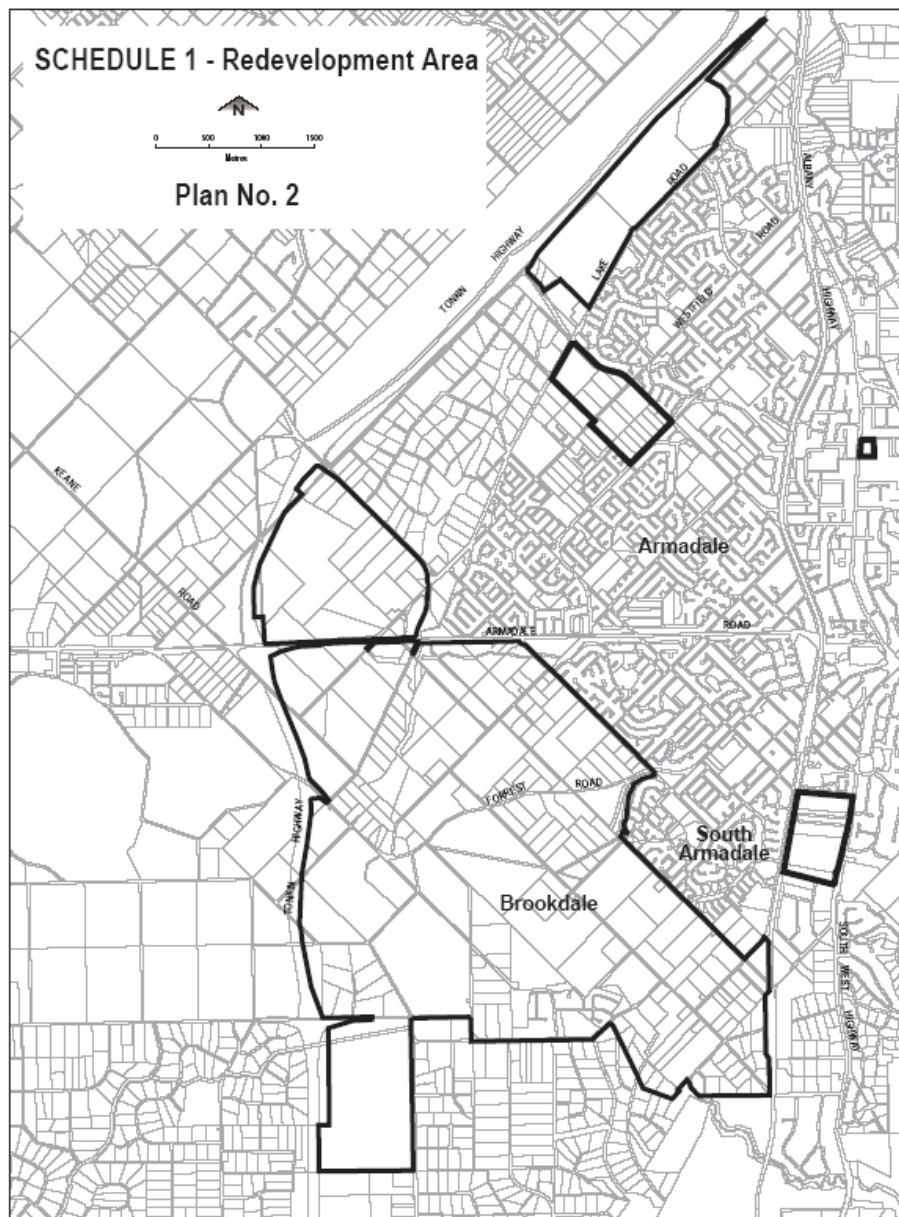 SCHEDULE 1 - Redevelopment Area
N
0 500 1000 1500
Metres
Plan No. 2
ALBANY
HIGHWAY
ROAD
LAKE
TONKIN
HIGHWAY
WESTFIELD
ROAD
KEANE
ROAD
Armadale
ARMADALE
ROAD
FORREST
ROAD
TONKIN
HIGHWAY
South
Armadale
Brookdale
SOUTH
WEST
HIGHWAY